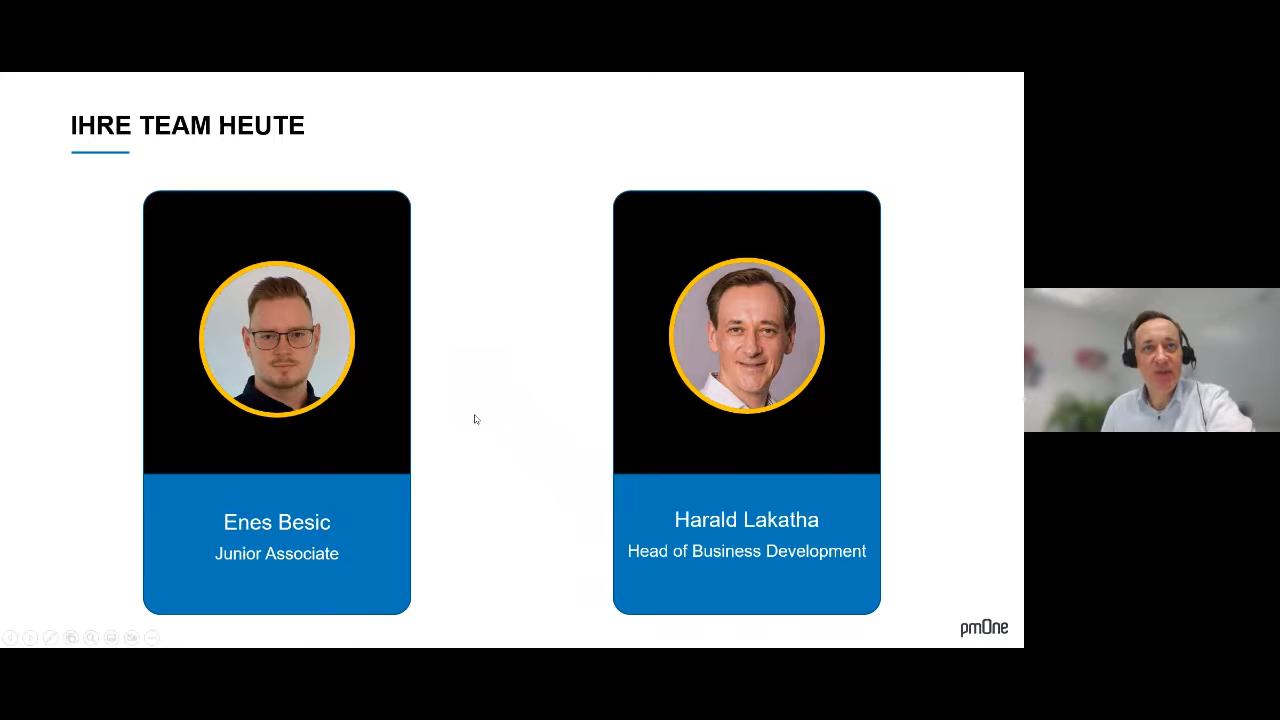 IHRE TEAM HEUTE
Enes Besic
Junior Associate
Harald Lakatha
Head of Business Development
pmOne